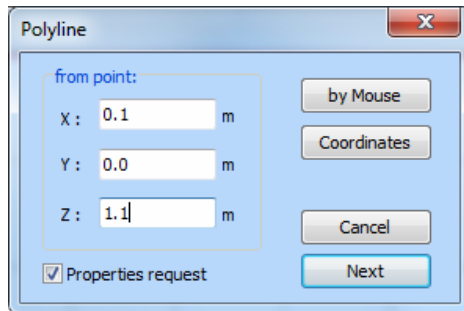 Polyline
from point:
X : 0.1 m
Y : 0.0 m
Z : 1.1 m
Properties request
by Mouse
Coordinates
Cancel
Next